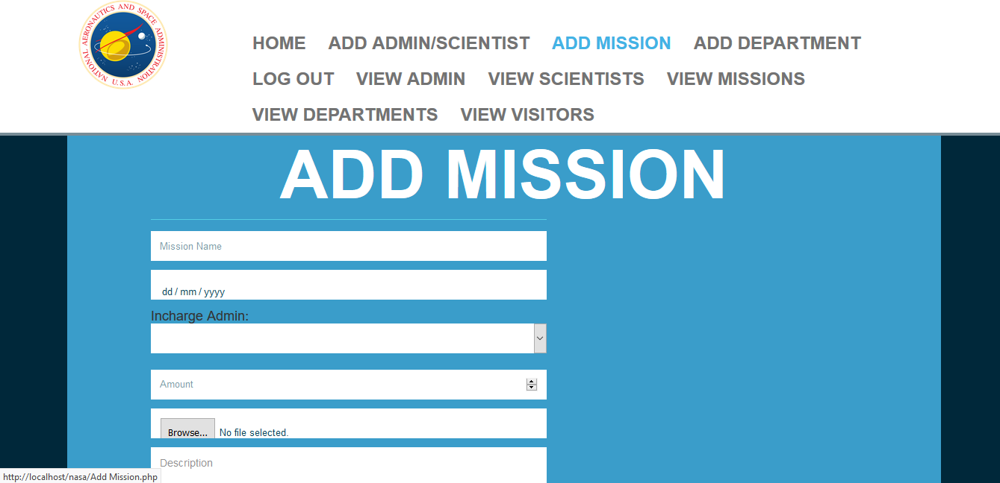 NATIONAL AERONAUTICS AND SPACE ADMINISTRATION
U.S.A.
HOME ADD ADMIN/SCIENTIST ADD MISSION ADD DEPARTMENT
LOG OUT VIEW ADMIN VIEW SCIENTISTS VIEW MISSIONS
VIEW DEPARTMENTS VIEW VISITORS
ADD MISSION
Mission Name
dd / mm / yyyy
Incharge Admin:
Amount
Browse... No file selected.
Description
http://localhost/nasa/Add Mission.php